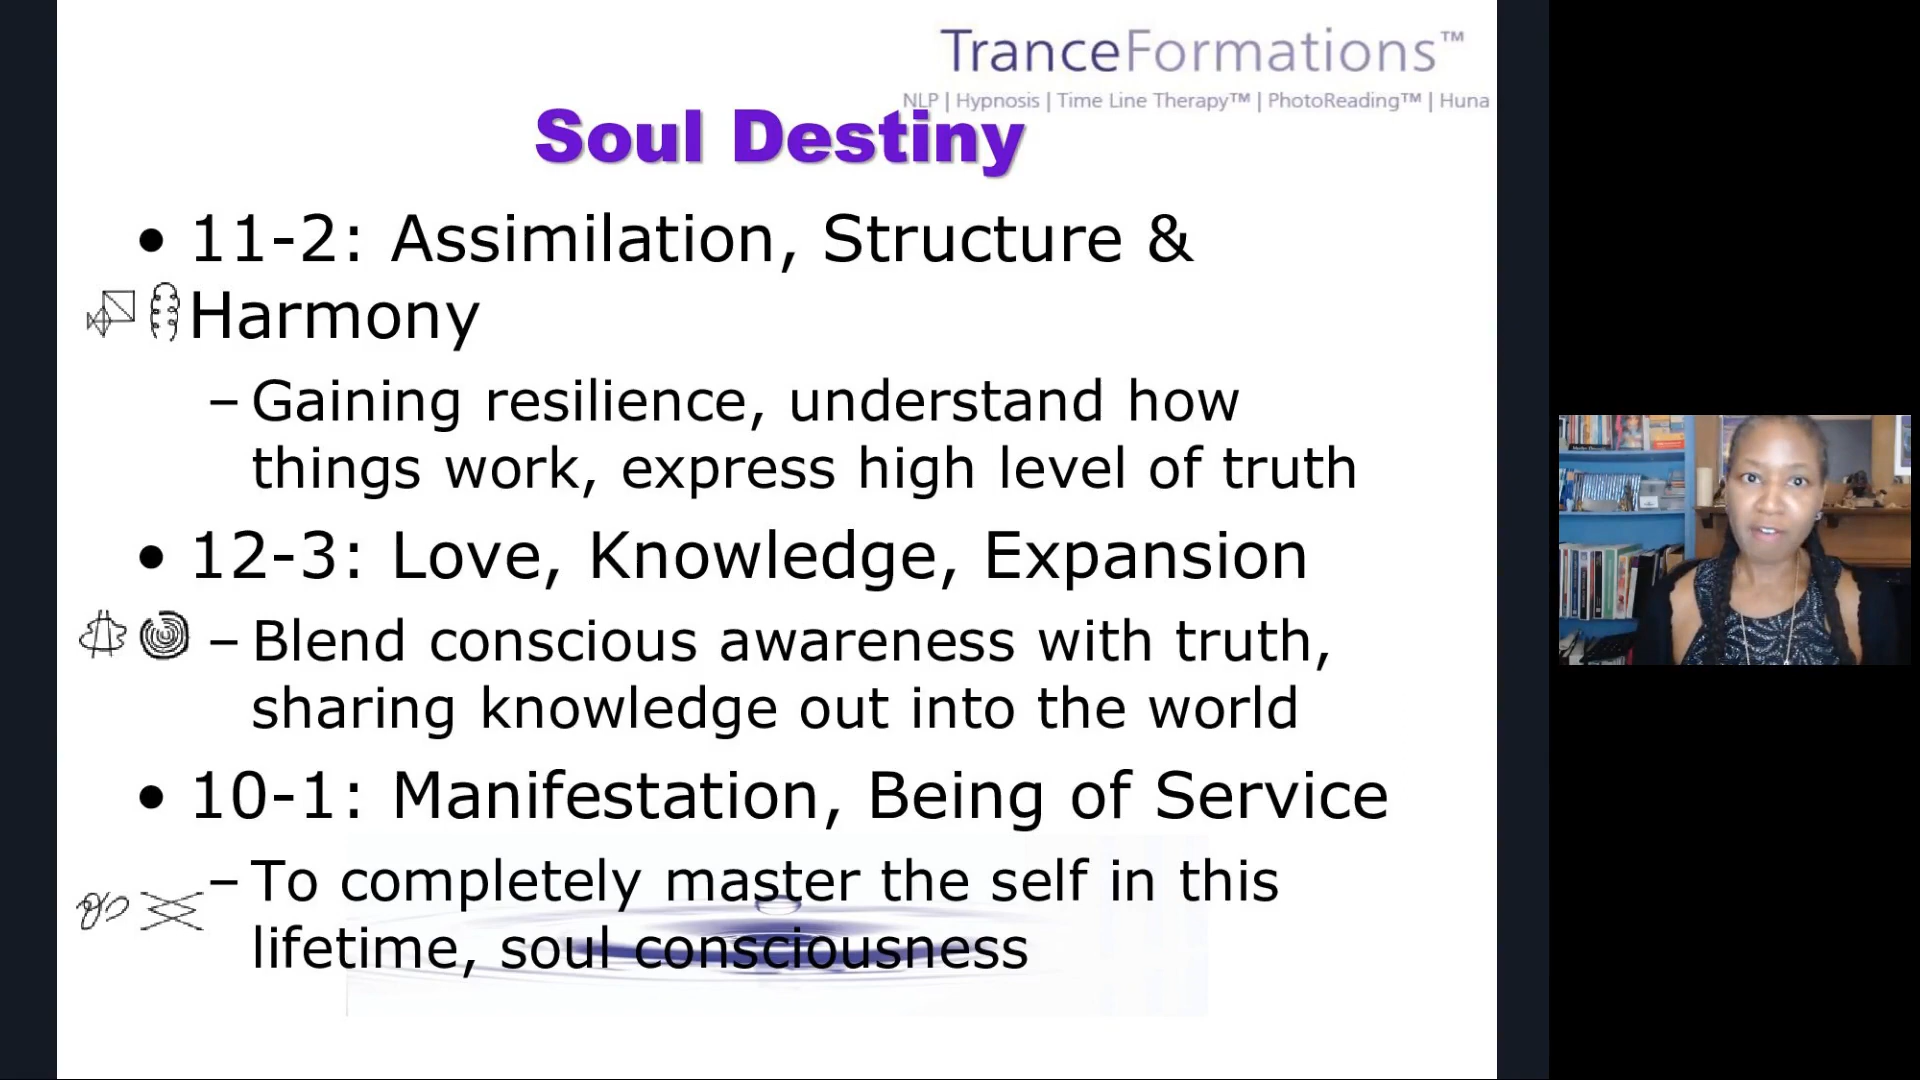 TranceFormations™
NLP | Hypnosis | Time Line Therapy™ | PhotoReading™ | Huna
Soul Destiny
• 11-2: Assimilation, Structure &
Harmony
– Gaining resilience, understand how
things work, express high level of truth
• 12-3: Love, Knowledge, Expansion
– Blend conscious awareness with truth,
sharing knowledge out into the world
• 10-1: Manifestation, Being of Service
– To completely master the self in this
lifetime, soul consciousness